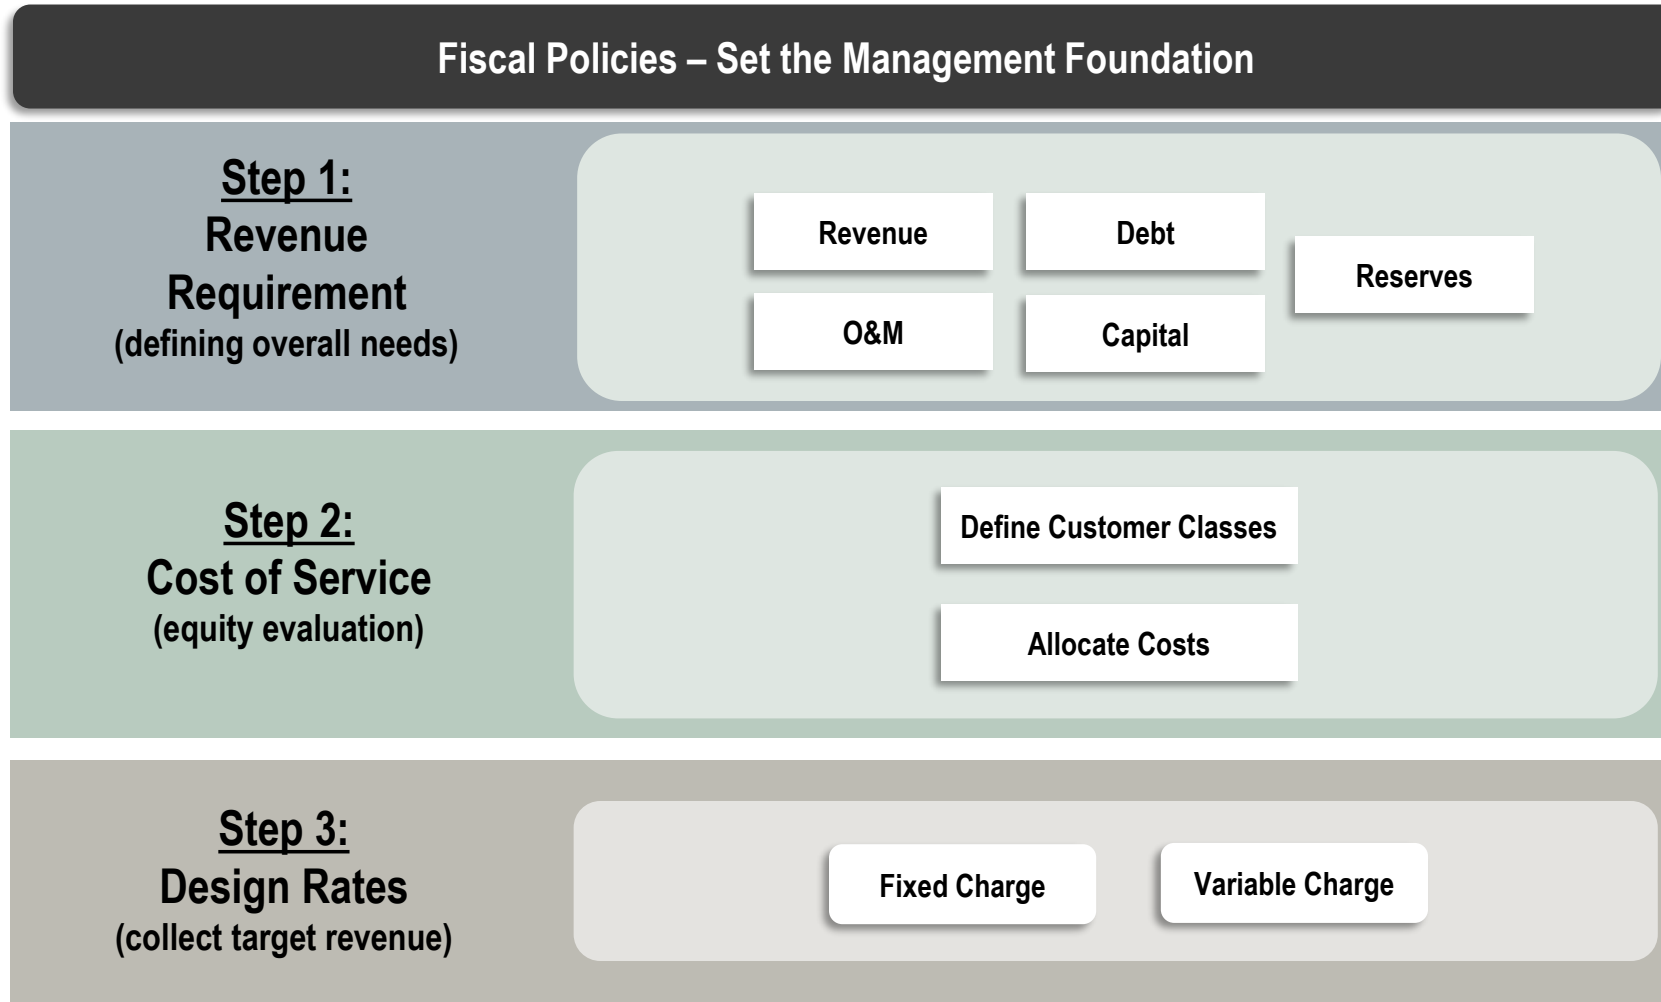 Fiscal Policies – Set the Management Foundation
Step 1:
Revenue
Requirement
(defining overall needs)
Revenue
Debt
Reserves
O&M
Capital
Step 2:
Cost of Service
(equity evaluation)
Define Customer Classes
Allocate Costs
Step 3:
Design Rates
(collect target revenue)
Fixed Charge
Variable Charge